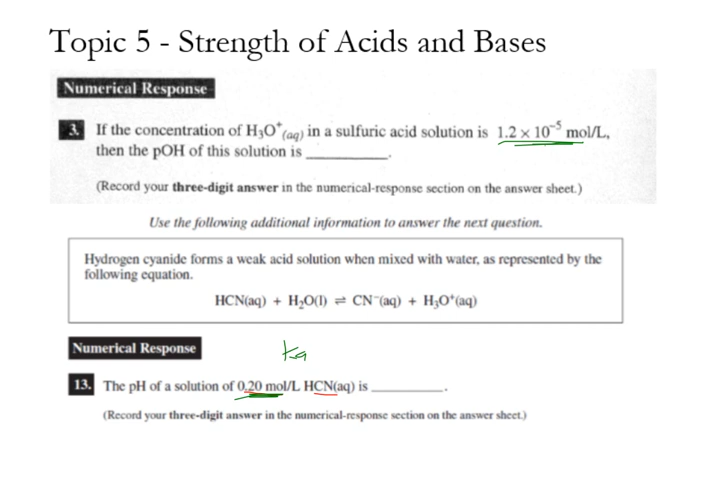 Topic 5 - Strength of Acids and Bases
Numerical Response
3. If the concentration of H₃O⁺(aq) in a sulfuric acid solution is 1.2 × 10⁻⁵ mol/L,
then the pOH of this solution is ________.
(Record your three-digit answer in the numerical-response section on the answer sheet.)
Use the following additional information to answer the next question.
Hydrogen cyanide forms a weak acid solution when mixed with water, as represented by the
following equation.
HCN(aq) + H₂O(l) ⇌ CN⁻(aq) + H₃O⁺(aq)
Numerical Response
ka
13. The pH of a solution of 0.20 mol/L HCN(aq) is ________.
(Record your three-digit answer in the numerical-response section on the answer sheet.)